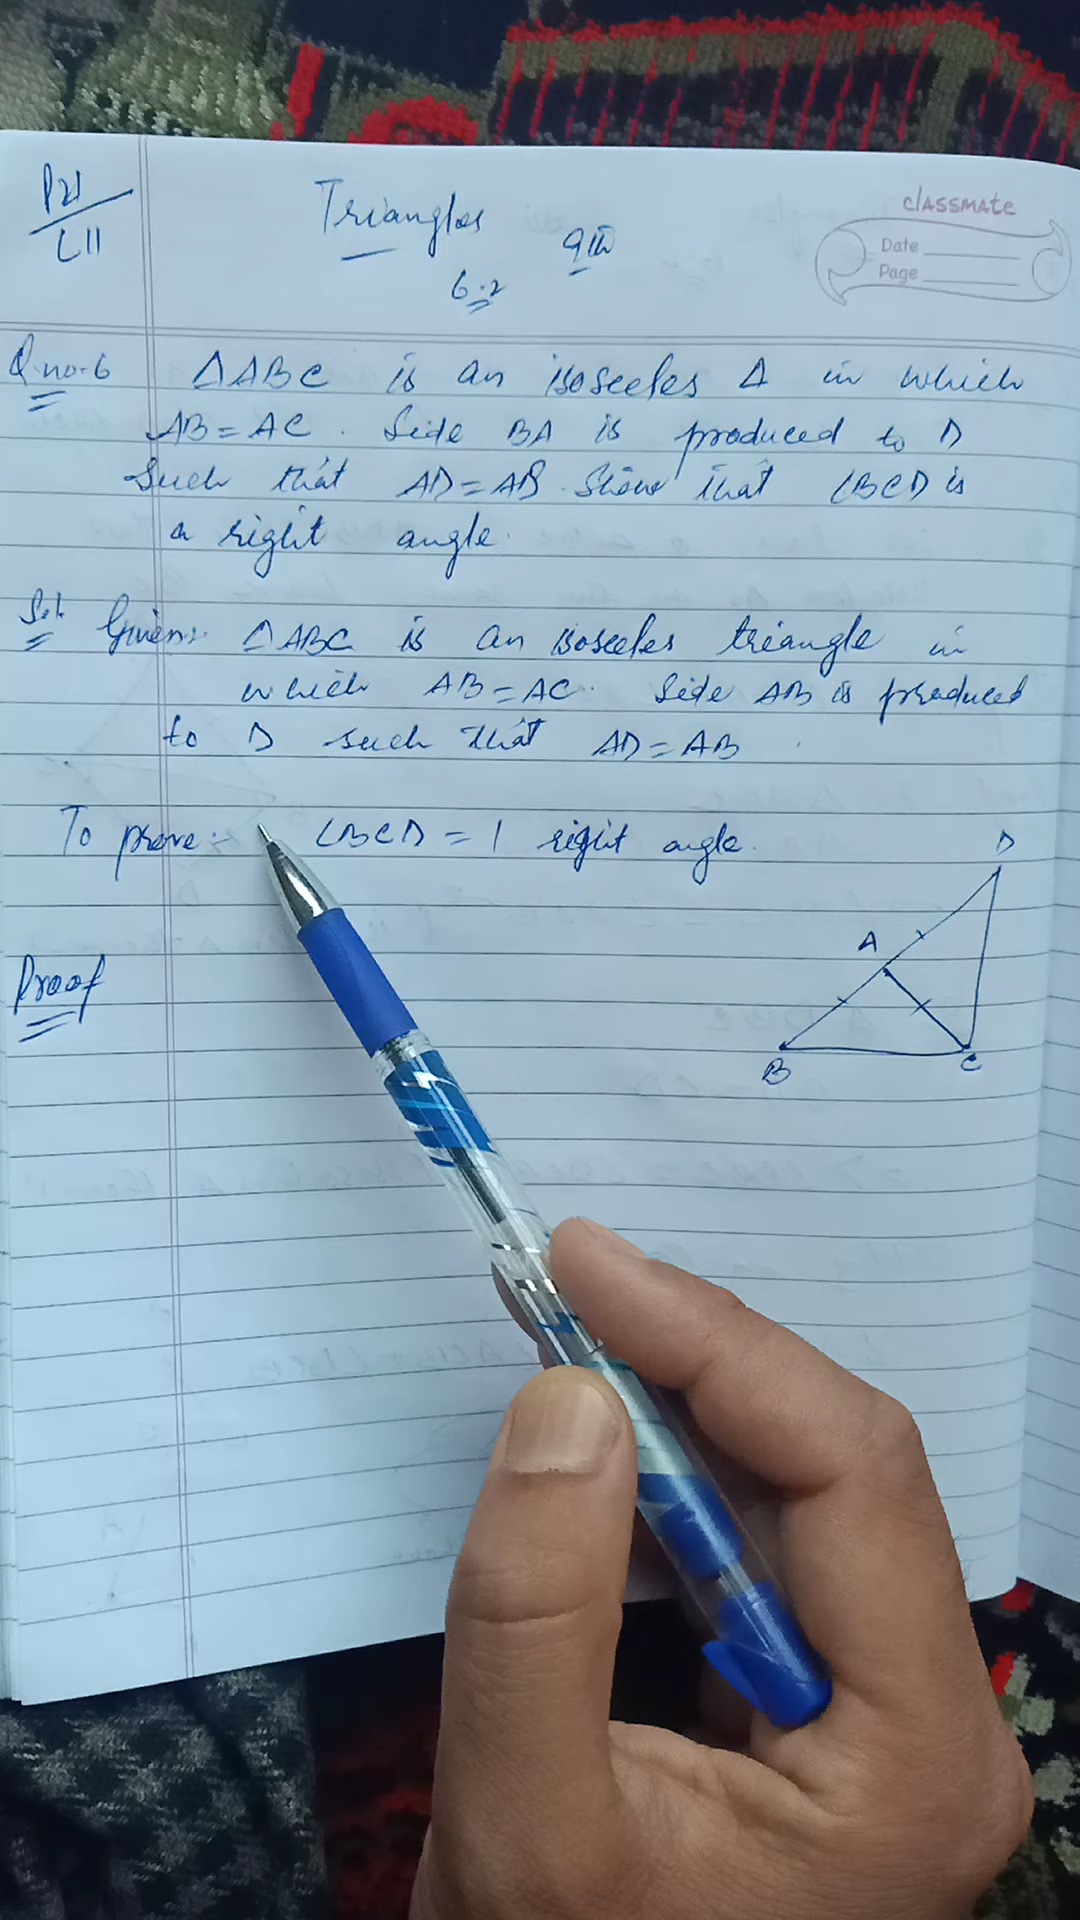 P21
L11
Triangles
9th
6.2
classmate
Date
Page
Q.no.6 ΔABC is an isosceles Δ in which
AB = AC. Side BA is produced to D
Such that AD = AB. Show that ∠BCD is
a right angle.
Sol. Given:- ΔABC is an isosceles triangle in
which AB = AC. Side AB is produced
to D such that AD = AB
To prove:- ∠BCD = 1 right angle.
D
A
B
C
Proof